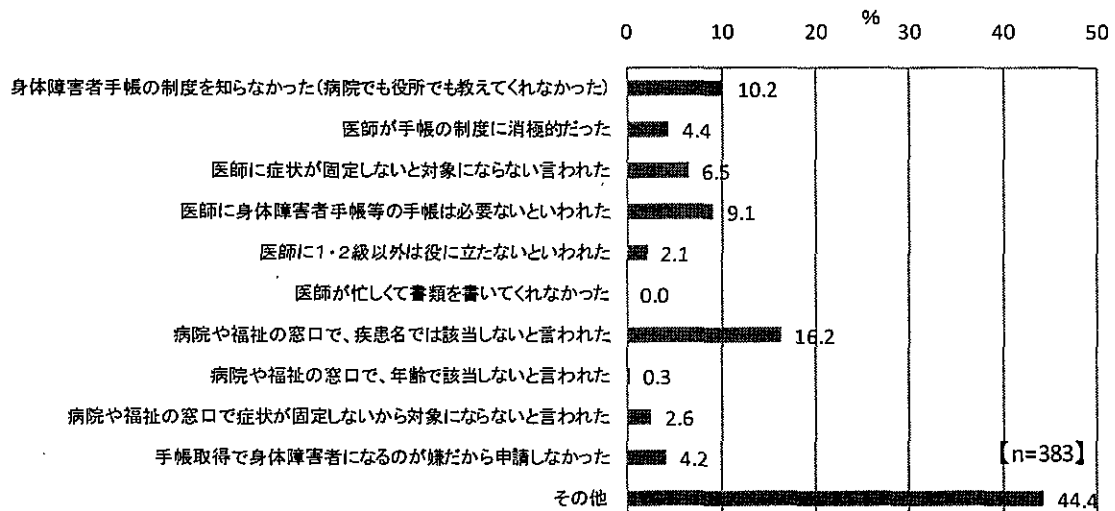 %
0 10 20 30 40 50
身体障害者手帳の制度を知らなかった(病院でも役所でも教えてくれなかった) 10.2
医師が手帳の制度に消極的だった 4.4
医師に症状が固定しないと対象にならない言われた 6.5
医師に身体障害者手帳等の手帳は必要ないといわれた 9.1
医師に1・2級以外は役に立たないといわれた 2.1
医師が忙しくて書類を書いてくれなかった 0.0
病院や福祉の窓口で、疾患名では該当しないと言われた 16.2
病院や福祉の窓口で、年齢で該当しないと言われた 0.3
病院や福祉の窓口で症状が固定しないから対象にならないと言われた 2.6
手帳取得で身体障害者になるのが嫌だから申請しなかった 4.2
【n=383】
その他 44.4